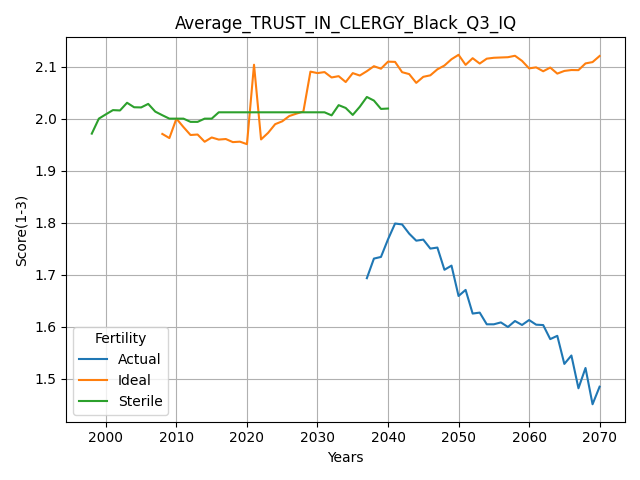 Average_TRUST_IN_CLERGY_Black_Q3_IQ
Score(1-3)
2.1
2.0
1.9
1.8
1.7
1.6
1.5
Fertility
Actual
Ideal
Sterile
2000 2010 2020 2030 2040 2050 2060 2070
Years